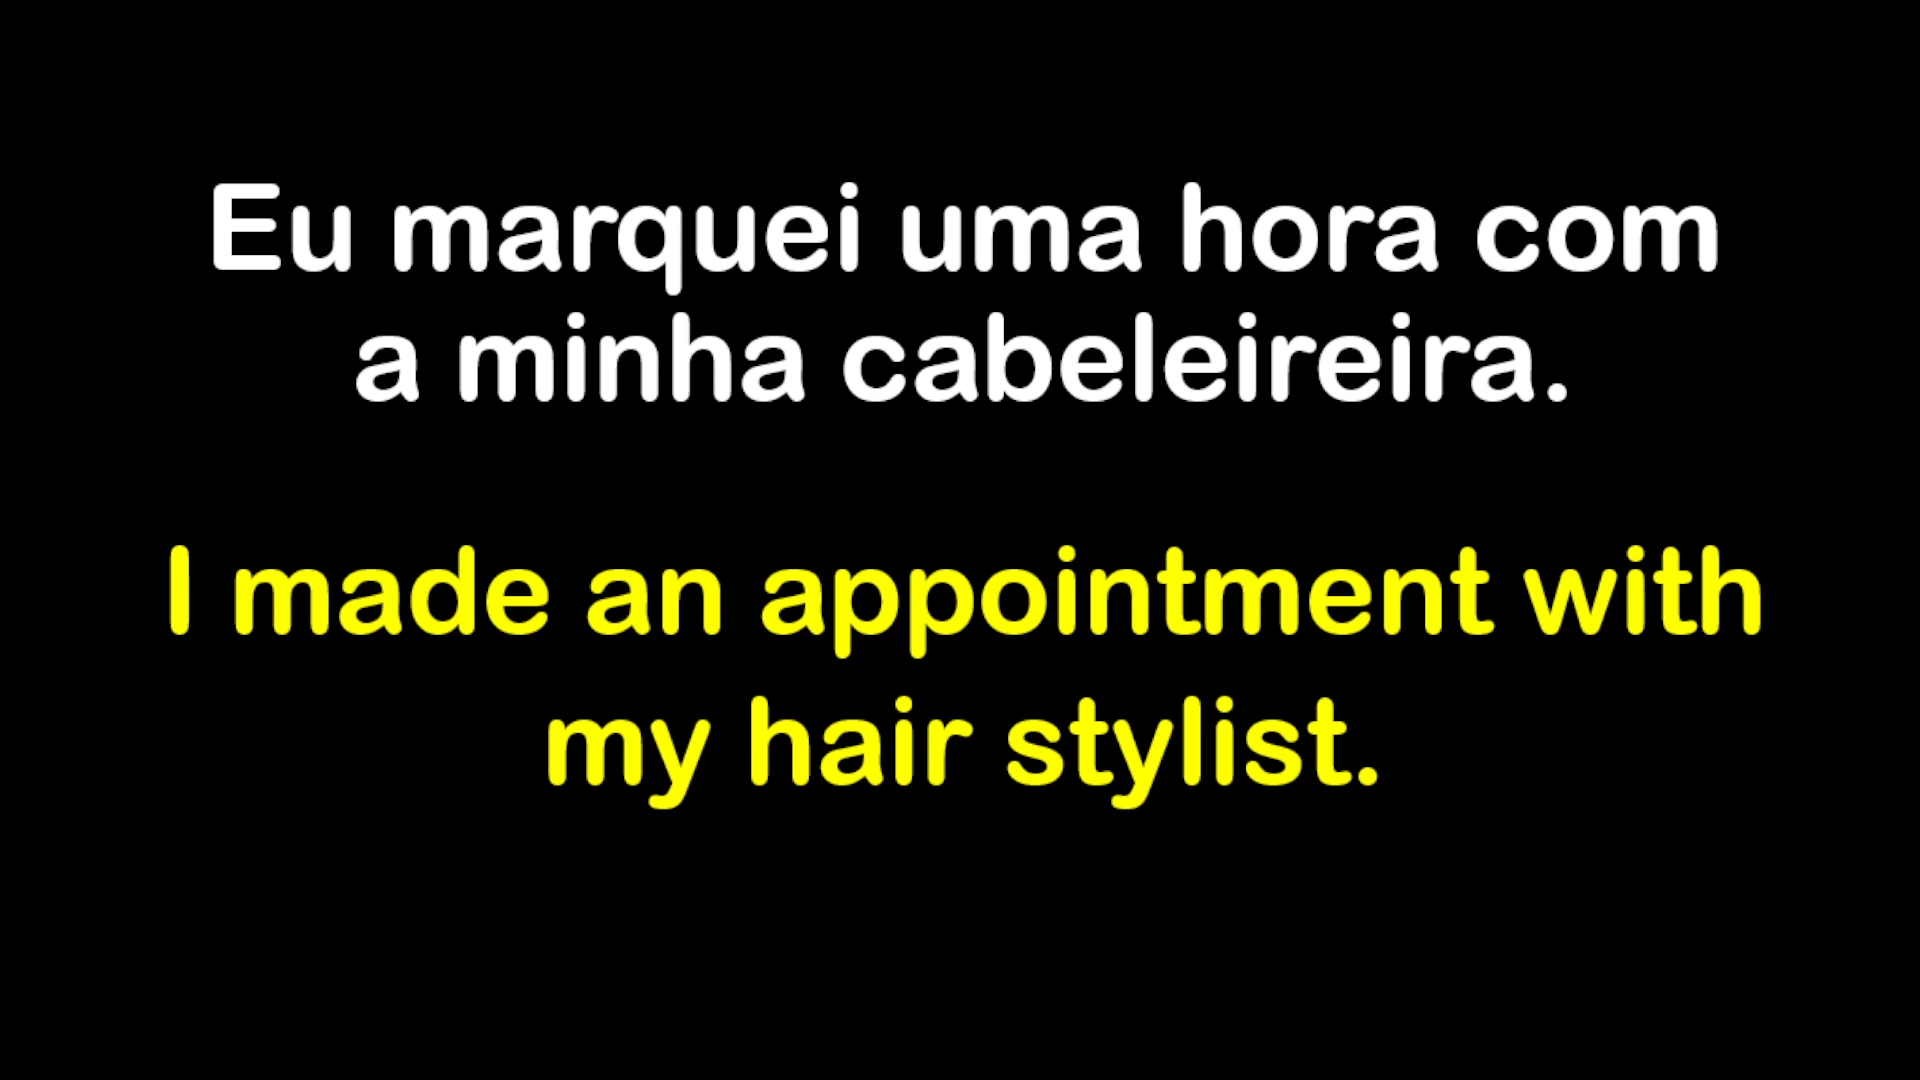 Eu marquei uma hora com
a minha cabeleireira.
I made an appointment with
my hair stylist.